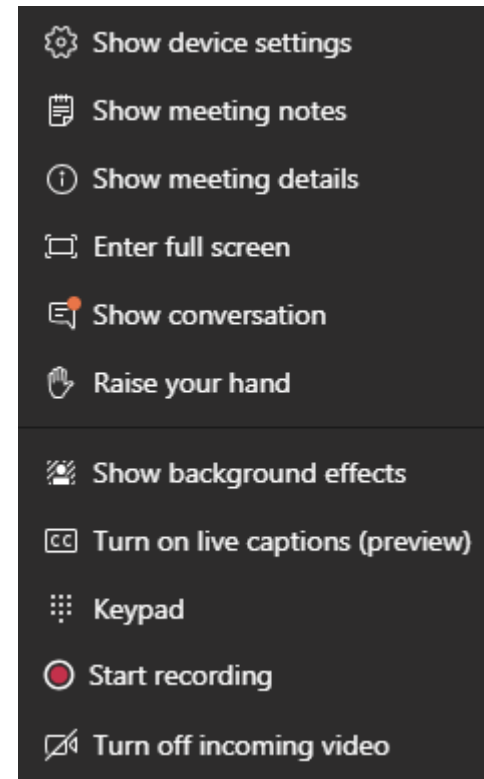 Show device settings
Show meeting notes
Show meeting details
Enter full screen
Show conversation
Raise your hand
Show background effects
CC Turn on live captions (preview)
Keypad
Start recording
Turn off incoming video